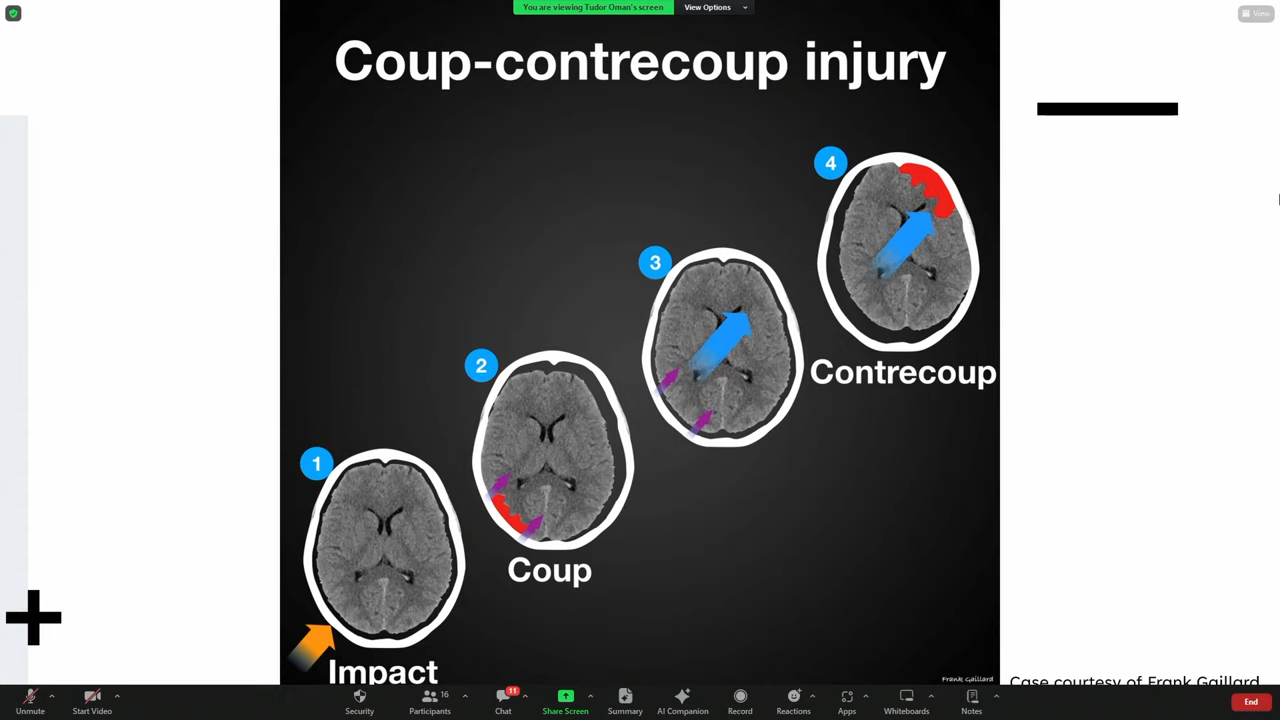 You are viewing Tudor Oman's screen
View Options
View
Coup-contrecoup injury
4
3
Contrecoup
2
1
Coup
Impact
Frank Gaillard
Case courtesy of Frank Gaillard
Unmute
Start Video
Security
Participants
16
Chat
11
Share Screen
Summary
AI Companion
Record
Reactions
Apps
Whiteboards
Notes
End